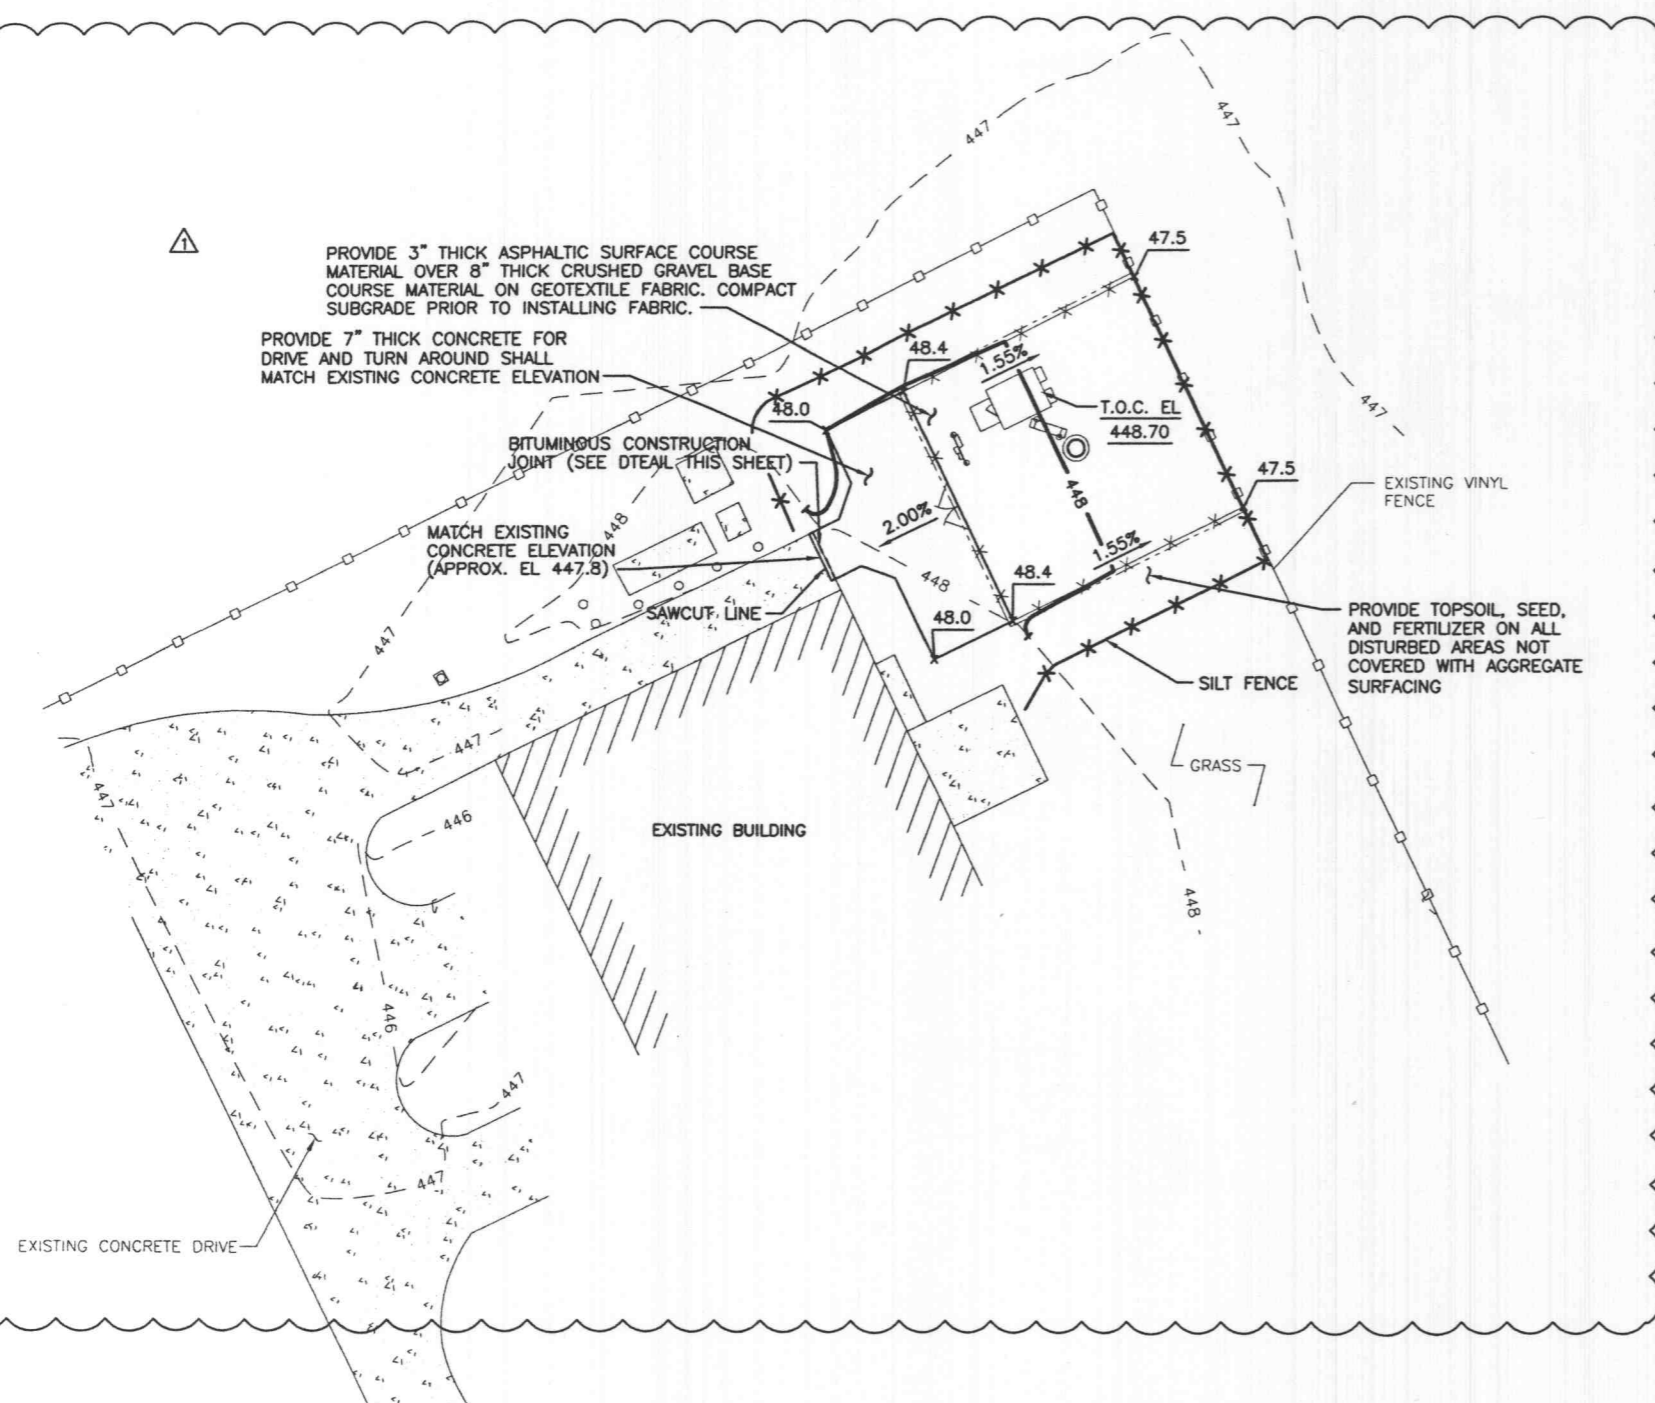 447
447
1
47.5
PROVIDE 3" THICK ASPHALTIC SURFACE COURSE
MATERIAL OVER 8" THICK CRUSHED GRAVEL BASE
COURSE MATERIAL ON GEOTEXTILE FABRIC. COMPACT
SUBGRADE PRIOR TO INSTALLING FABRIC.
PROVIDE 7" THICK CONCRETE FOR
DRIVE AND TURN AROUND SHALL
MATCH EXISTING CONCRETE ELEVATION
48.4
1.55%
48.0
T.O.C. EL
448.70
447
BITUMINOUS CONSTRUCTION
JOINT (SEE DTEAIL THIS SHEET)
47.5
EXISTING VINYL
FENCE
448
448
2.00%
MATCH EXISTING
CONCRETE ELEVATION
(APPROX. EL 447.8)
1.55%
448
48.4
SAWCUT LINE
48.0
447
PROVIDE TOPSOIL, SEED,
AND FERTILIZER ON ALL
DISTURBED AREAS NOT
COVERED WITH AGGREGATE
SURFACING
SILT FENCE
447
GRASS
447
446
EXISTING BUILDING
448
446
447
447
EXISTING CONCRETE DRIVE